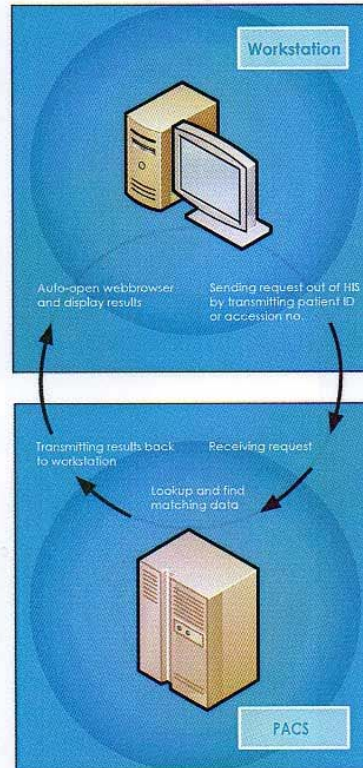 Workstation
Auto-open webbrowser
and display results
Sending request out of HIS
by transmitting patient ID
or accession no.
Transmitting results back
to workstation
Receiving request
Lookup and find
matching data
PACS